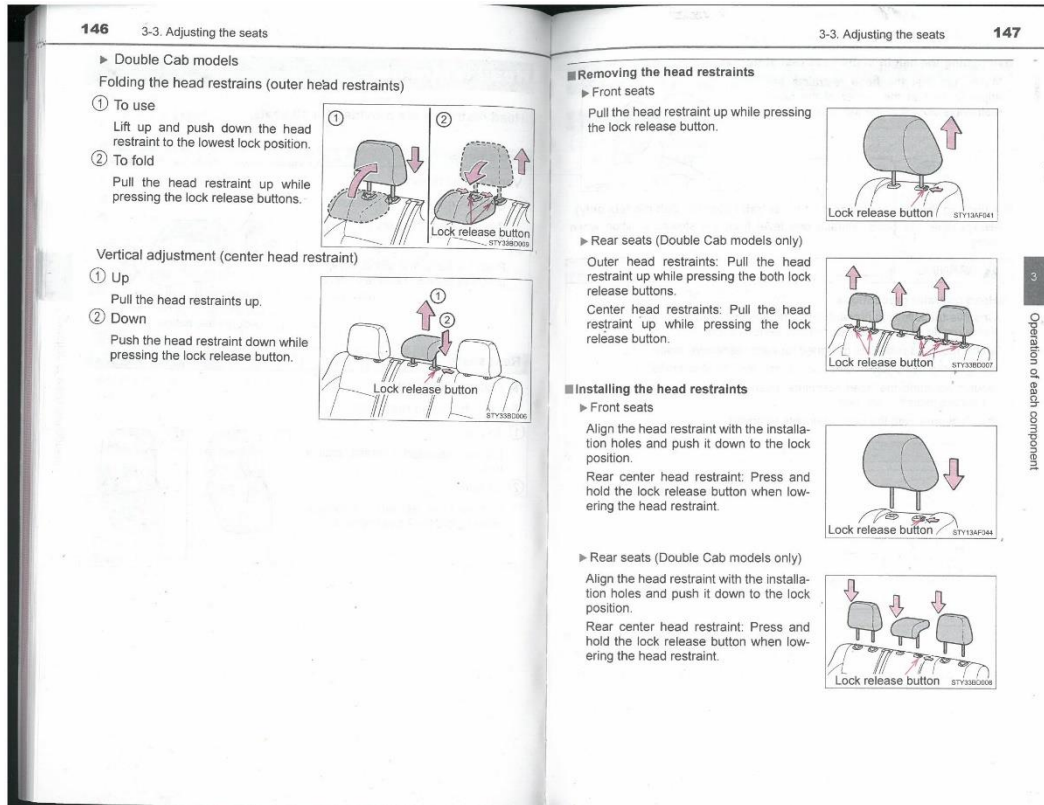 146 3-3. Adjusting the seats
▶ Double Cab models
Folding the head restrains (outer head restraints)
① To use
Lift up and push down the head
restraint to the lowest lock position.
② To fold
Pull the head restraint up while
pressing the lock release buttons.
① ②
Lock release button
STY33BD009
Vertical adjustment (center head restraint)
① Up
Pull the head restraints up.
② Down
Push the head restraint down while
pressing the lock release button.
①
②
Lock release button
STY33BD006
3-3. Adjusting the seats 147
■Removing the head restraints
▶ Front seats
Pull the head restraint up while pressing
the lock release button.
Lock release button STY13AF041
▶ Rear seats (Double Cab models only)
Outer head restraints: Pull the head
restraint up while pressing the both lock
release buttons.
Center head restraints: Pull the head
restraint up while pressing the lock
release button.
Lock release button STY33BD007
■Installing the head restraints
▶ Front seats
Align the head restraint with the installa-
tion holes and push it down to the lock
position.
Rear center head restraint: Press and
hold the lock release button when low-
ering the head restraint.
Lock release button STY13AF044
▶ Rear seats (Double Cab models only)
Align the head restraint with the installa-
tion holes and push it down to the lock
position.
Rear center head restraint: Press and
hold the lock release button when low-
ering the head restraint.
Lock release button STY33BD008
3
Operation of each component